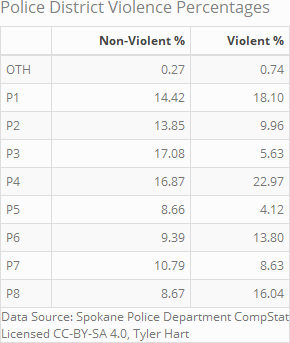 Police District Violence Percentages
Non-Violent % Violent %
OTH 0.27 0.74
P1 14.42 18.10
P2 13.85 9.96
P3 17.08 5.63
P4 16.87 22.97
P5 8.66 4.12
P6 9.39 13.80
P7 10.79 8.63
P8 8.67 16.04
Data Source: Spokane Police Department CompStat
Licensed CC-BY-SA 4.0, Tyler Hart